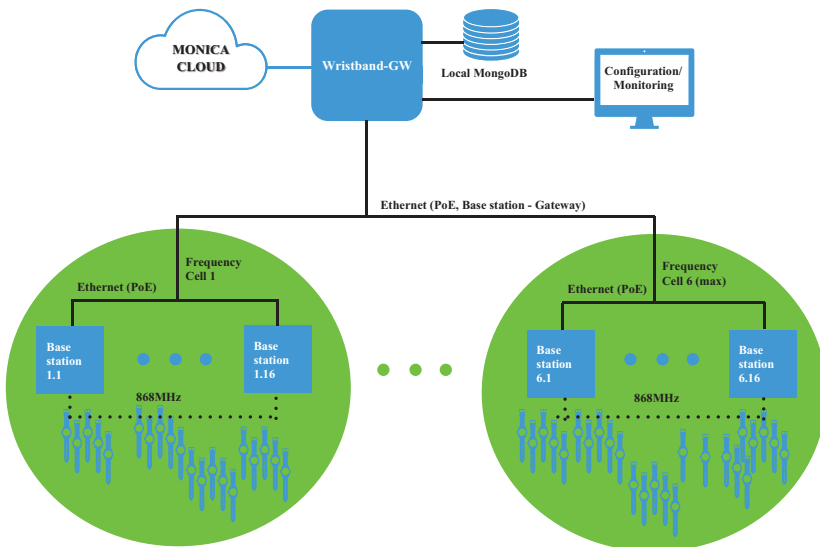 MONICA
CLOUD
Wristband-GW
Local MongoDB
Configuration/
Monitoring
Ethernet (PoE, Base station - Gateway)
Frequency
Cell 1
Ethernet (PoE)
Base
station
1.1
Base
station
1.16
868MHz
Frequency
Cell 6 (max)
Ethernet (PoE)
Base
station
6.1
Base
station
6.16
868MHz